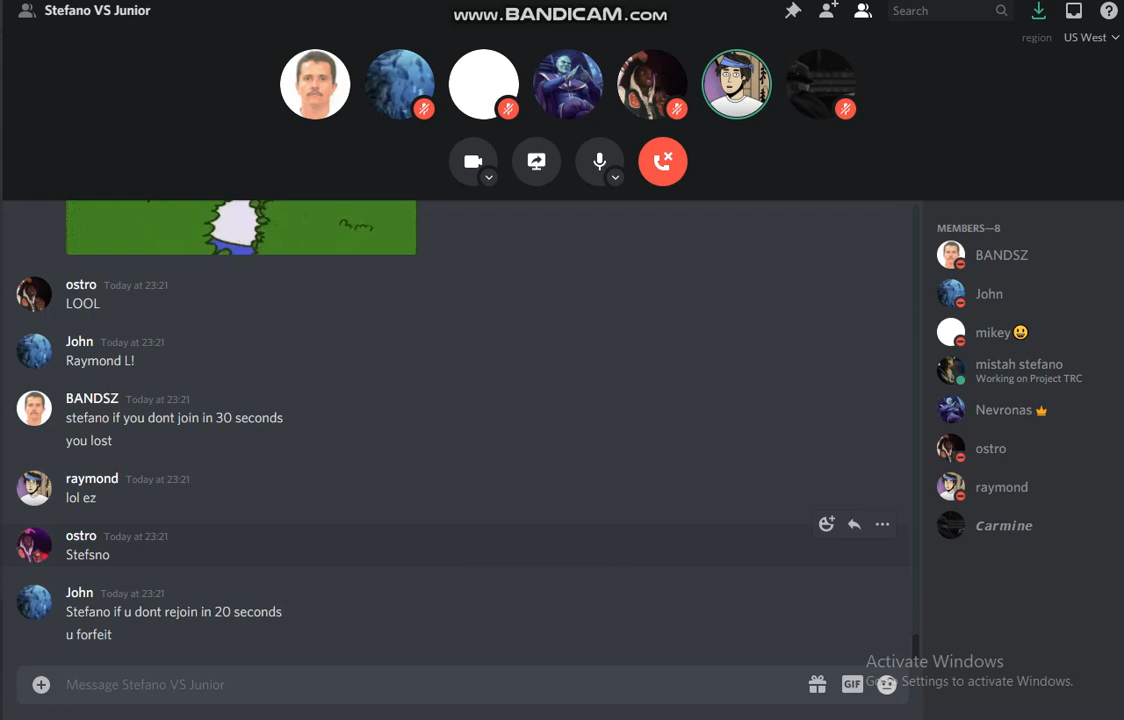 Stefano VS Junior
www.BANDICAM.com
Search
region US West
ostro Today at 23:21
LOOL
John Today at 23:21
Raymond L!
BANDSZ Today at 23:21
stefano if you dont join in 30 seconds
you lost
raymond Today at 23:21
lol ez
ostro Today at 23:21
Stefsno
John Today at 23:21
Stefano if u dont rejoin in 20 seconds
u forfeit
Message Stefano VS Junior
GIF
MEMBERS—8
BANDSZ
John
mikey😃
mistah stefano
Working on Project TRC
Nevronas
ostro
raymond
Carmine
Activate Windows
Settings to activate Windows.